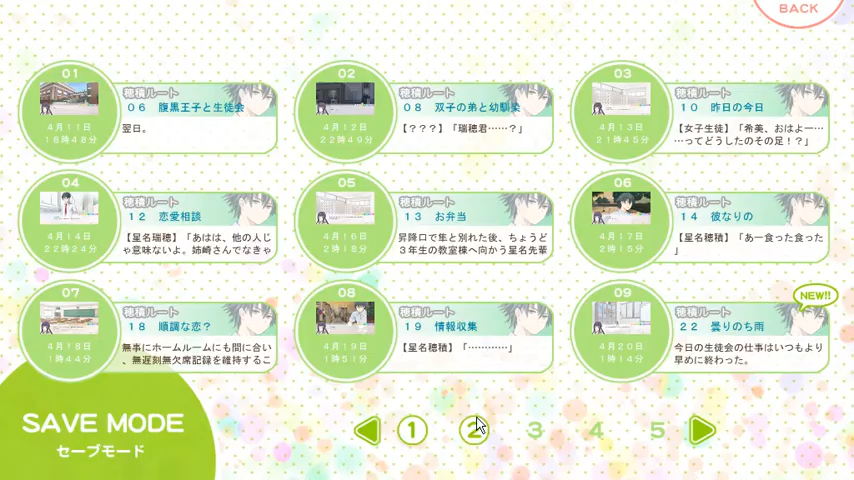 BACK
01
穂積ルート
06 腹黒王子と生徒会
4月11日
18時48分
翌日。
02
穂積ルート
08 双子の弟と幼馴染
4月12日
22時49分
【???】「瑞穂君……?」
03
穂積ルート
10 昨日の今日
4月13日
21時45分
【女子生徒】「希美、おはよー…
…ってどうしたのその足!?」
04
穂積ルート
12 恋愛相談
4月14日
22時24分
【星名瑞穂】「あはは、他の人じ
ゃ意味ないよ。姉崎さんでなきゃ
05
穂積ルート
13 お弁当
4月16日
2時18分
昇降口で隼と別れた後、ちょうど
3年生の教室棟へ向かう星名先輩
06
穂積ルート
14 彼なりの
4月17日
2時15分
【星名穂積】「あー食った食った
」
07
穂積ルート
18 順調な恋?
4月18日
1時44分
無事にホームルームにも間に合い
、無遅刻無欠席記録を維持するこ
08
穂積ルート
19 情報収集
4月19日
1時51分
【星名穂積】「…………」
NEW!!
09
穂積ルート
22 曇りのち雨
4月20日
1時14分
今日の生徒会の仕事はいつもより
早めに終わった。
SAVE MODE
セーブモード
1 2 3 4 5